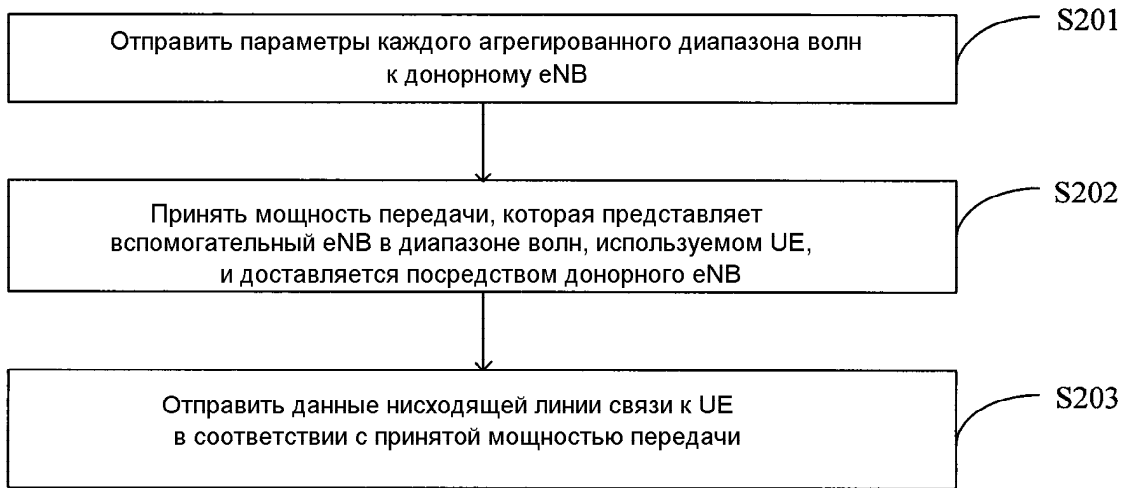 Отправить параметры каждого агрегированного диапазона волн
к донорному eNB
S201
Принять мощность передачи, которая представляет
вспомогательный eNB в диапазоне волн, используемом UE,
и доставляется посредством донорного eNB
S202
Отправить данные нисходящей линии связи к UE
в соответствии с принятой мощностью передачи
S203